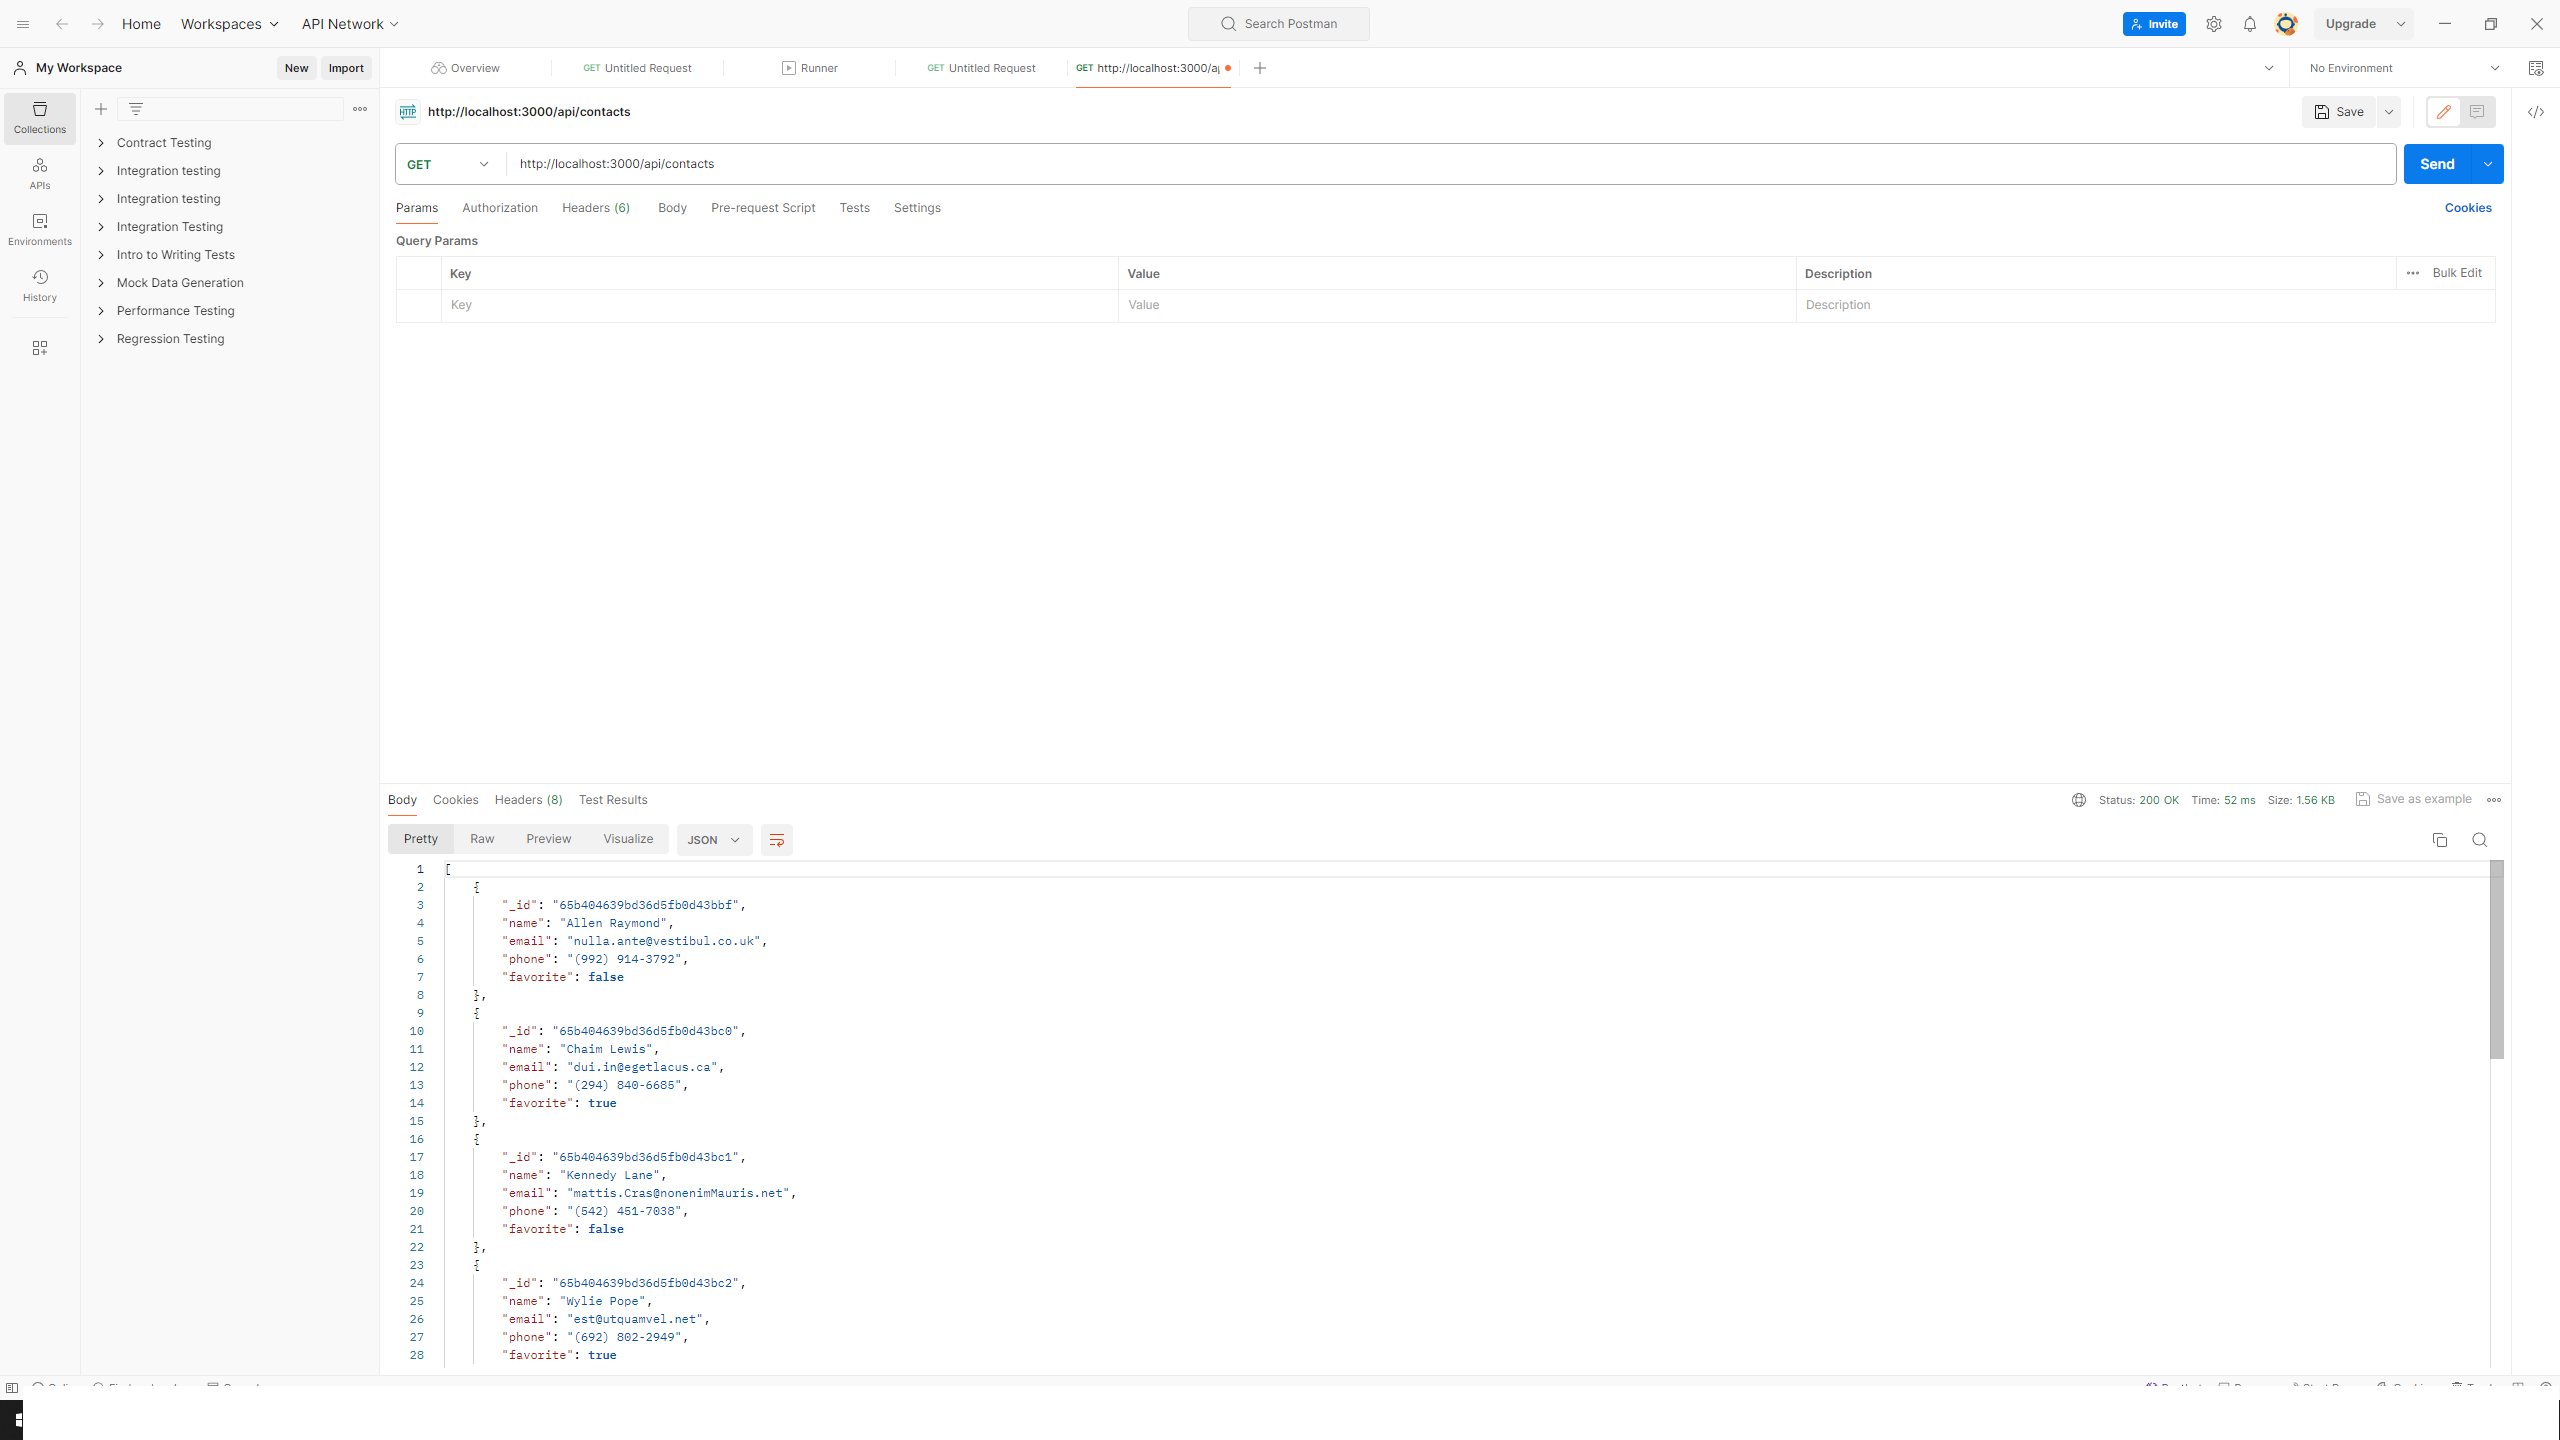 Home Workspaces API Network Search Postman Invite Upgrade
My Workspace New Import Overview GET Untitled Request Runner GET Untitled Request GET http://localhost:3000/a No Environment
Collections
APIs
Environments
History
Contract Testing
Integration testing
Integration testing
Integration Testing
Intro to Writing Tests
Mock Data Generation
Performance Testing
Regression Testing
HTTP http://localhost:3000/api/contacts Save
GET http://localhost:3000/api/contacts Send
Params Authorization Headers (6) Body Pre-request Script Tests Settings Cookies
Query Params
Key Value Description Bulk Edit
Key Value Description
Body Cookies Headers (8) Test Results Status: 200 OK Time: 52 ms Size: 1.56 KB Save as example
Pretty Raw Preview Visualize JSON
1 [
2 {
3 "_id": "65b404639bd36d5fb0d43bbf",
4 "name": "Allen Raymond",
5 "email": "nulla.ante@vestibul.co.uk",
6 "phone": "(992) 914-3792",
7 "favorite": false
8 },
9 {
10 "_id": "65b404639bd36d5fb0d43bc0",
11 "name": "Chaim Lewis",
12 "email": "dui.in@egetlacus.ca",
13 "phone": "(294) 840-6685",
14 "favorite": true
15 },
16 {
17 "_id": "65b404639bd36d5fb0d43bc1",
18 "name": "Kennedy Lane",
19 "email": "mattis.Cras@nonenimMauris.net",
20 "phone": "(542) 451-7038",
21 "favorite": false
22 },
23 {
24 "_id": "65b404639bd36d5fb0d43bc2",
25 "name": "Wylie Pope",
26 "email": "est@utquamvel.net",
27 "phone": "(692) 802-2949",
28 "favorite": true